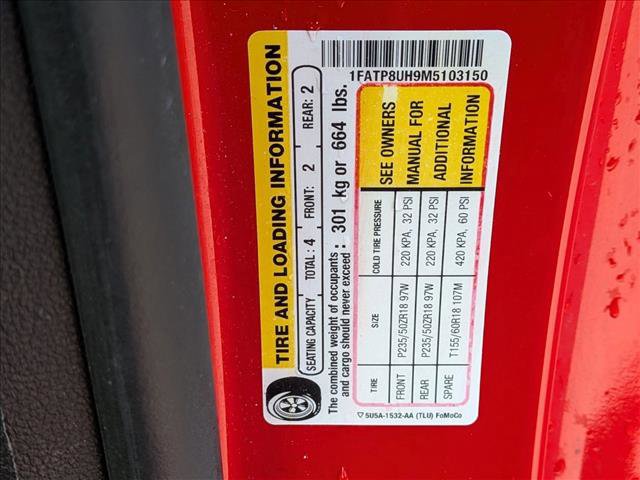 1FATP8UH9M5103150
TIRE AND LOADING INFORMATION
SEATING CAPACITY TOTAL : 4 FRONT: 2 REAR: 2
The combined weight of occupants
and cargo should never exceed : 301 kg or 664 lbs.
TIRE SIZE COLD TIRE PRESSURE
FRONT P235/50ZR18 97W 220 KPA, 32 PSI
REAR P235/50ZR18 97W 220 KPA, 32 PSI
SPARE T155/60R18 107M 420 KPA, 60 PSI
SEE OWNERS
MANUAL FOR
ADDITIONAL
INFORMATION
5U5A-1532-AA (TLU) FoMoCo